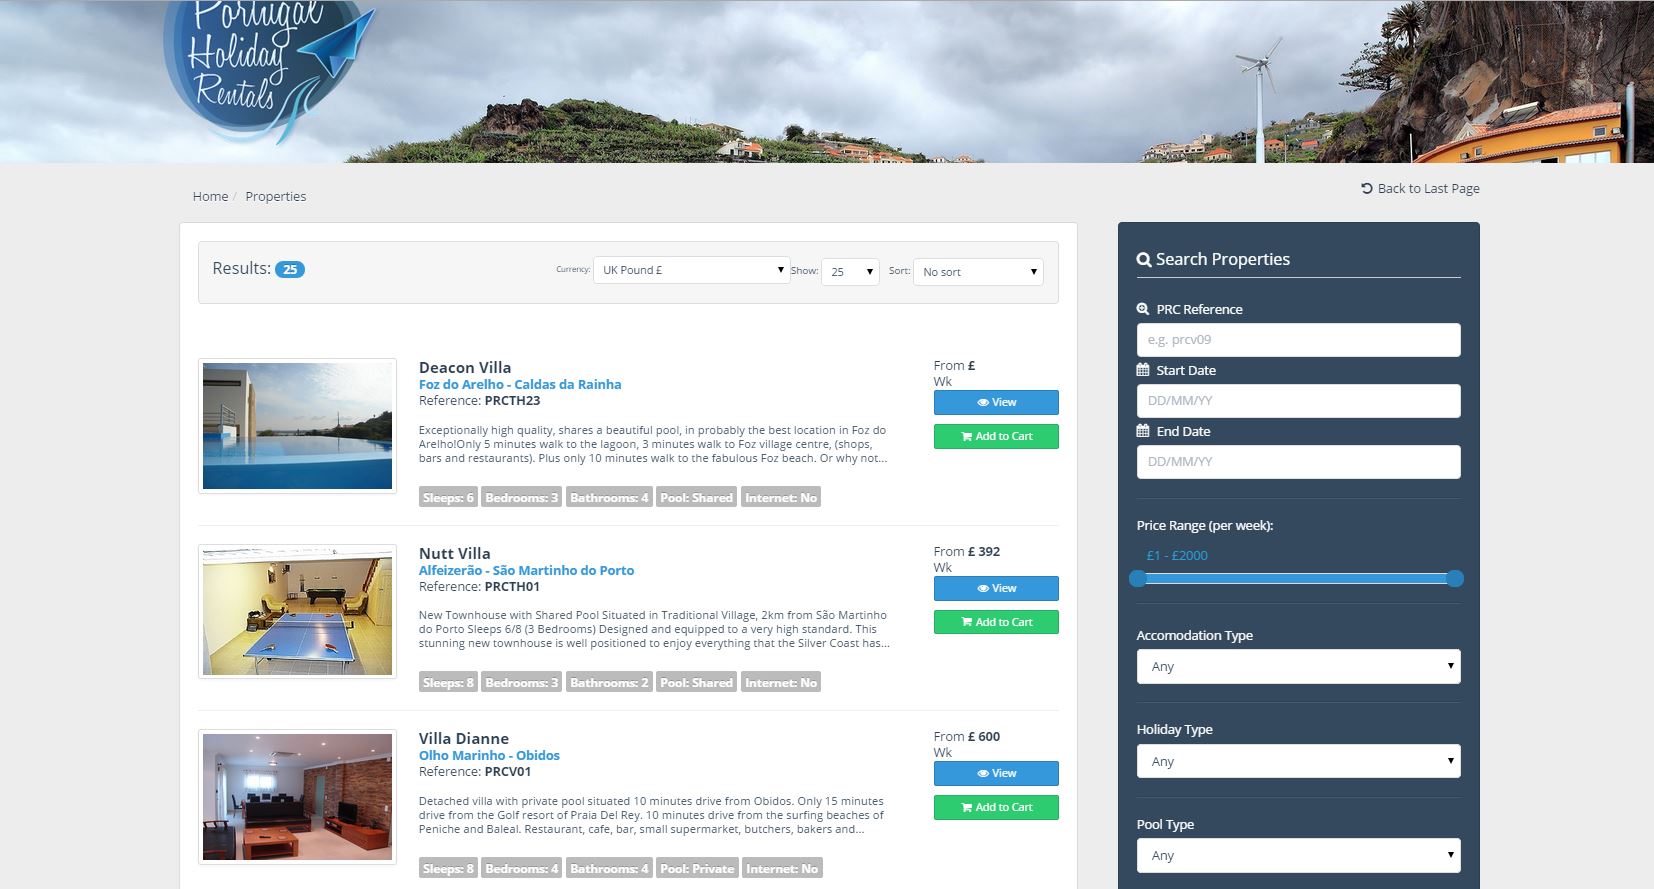 Portugal
Holiday
Rentals
Home / Properties
Back to Last Page
Results: 25
Currency: UK Pound £ Show: 25 Sort: No sort
Deacon Villa
Foz do Arelho - Caldas da Rainha
Reference: PRCTH23
Exceptionally high quality, shares a beautiful pool, in probably the best location in Foz do
Arelho!Only 5 minutes walk to the lagoon, 3 minutes walk to Foz village centre, (shops,
bars and restaurants). Plus only 10 minutes walk to the fabulous Foz beach. Or why not...
Sleeps: 6 Bedrooms: 3 Bathrooms: 4 Pool: Shared Internet: No
From £
Wk
View
Add to Cart
Nutt Villa
Alfeizerão - São Martinho do Porto
Reference: PRCTH01
New Townhouse with Shared Pool Situated in Traditional Village, 2km from São Martinho
do Porto Sleeps 6/8 (3 Bedrooms) Designed and equipped to a very high standard. This
stunning new townhouse is well positioned to enjoy everything that the Silver Coast has...
Sleeps: 8 Bedrooms: 3 Bathrooms: 2 Pool: Shared Internet: No
From £ 392
Wk
View
Add to Cart
Villa Dianne
Olho Marinho - Obidos
Reference: PRCV01
Detached villa with private pool situated 10 minutes drive from Obidos. Only 15 minutes
drive from the Golf resort of Praia Del Rey. 10 minutes drive from the surfing beaches of
Peniche and Baleal. Restaurant, cafe, bar, small supermarket, butchers, bakers and...
Sleeps: 8 Bedrooms: 4 Bathrooms: 4 Pool: Private Internet: No
From £ 600
Wk
View
Add to Cart
Search Properties
PRC Reference
e.g. prcv09
Start Date
DD/MM/YY
End Date
DD/MM/YY
Price Range (per week):
£1 - £2000
Accomodation Type
Any
Holiday Type
Any
Pool Type
Any